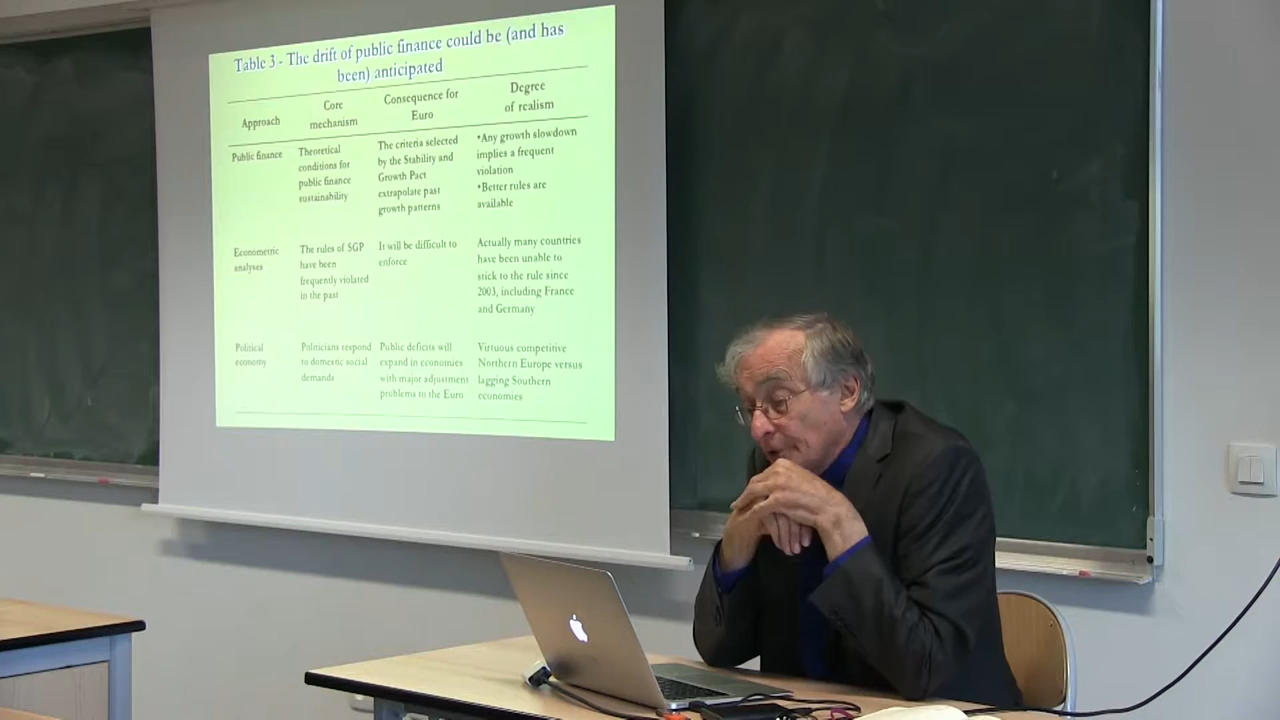 Table 3 - The drift of public finance could be (and has
been) anticipated
Approach
Core
mechanism
Consequence for
Euro
Degree
of realism
Public finance
Theoretical
conditions for
public finance
sustainability
The criteria selected
by the Stability and
Growth Pact
extrapolate past
growth patterns
•Any growth slowdown
implies a frequent
violation
•Better rules are
available
Econometric
analyses
The rules of SGP
have been
frequently violated
in the past
It will be difficult to
enforce
Actually many countries
have been unable to
stick to the rule since
2003, including France
and Germany
Political
economy
Politicians respond
to domestic social
demands
Public deficits will
expand in economies
with major adjustment
problems to the Euro
Virtuous competitive
Northern Europe versus
lagging Southern
economies